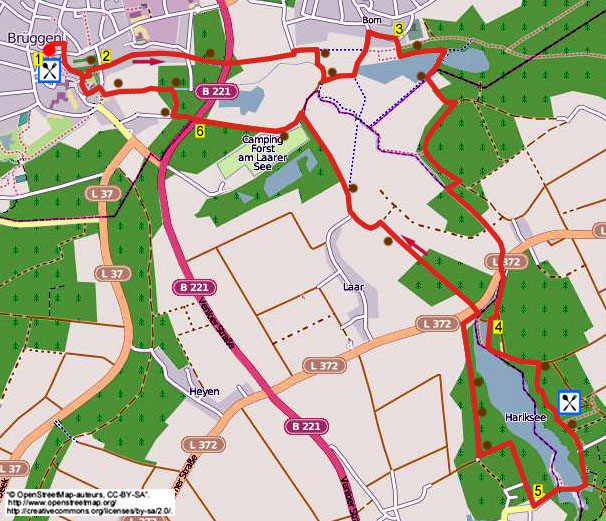 Brüggen
1
2
3
Born
B 221
6
Camping
Forst
am Laarer
See
L 37
L 37
L 372
B 221
Laar
Venloer Straße
L 372
4
L 372
Heyen
Hariksee
B 221
L 372
L 37
5
Venloer Straße
"© OpenStreetMap-auteurs, CC-BY-SA".
http://www.openstreetmap.org/
http://creativecommons.org/licenses/by-sa/2.0/.